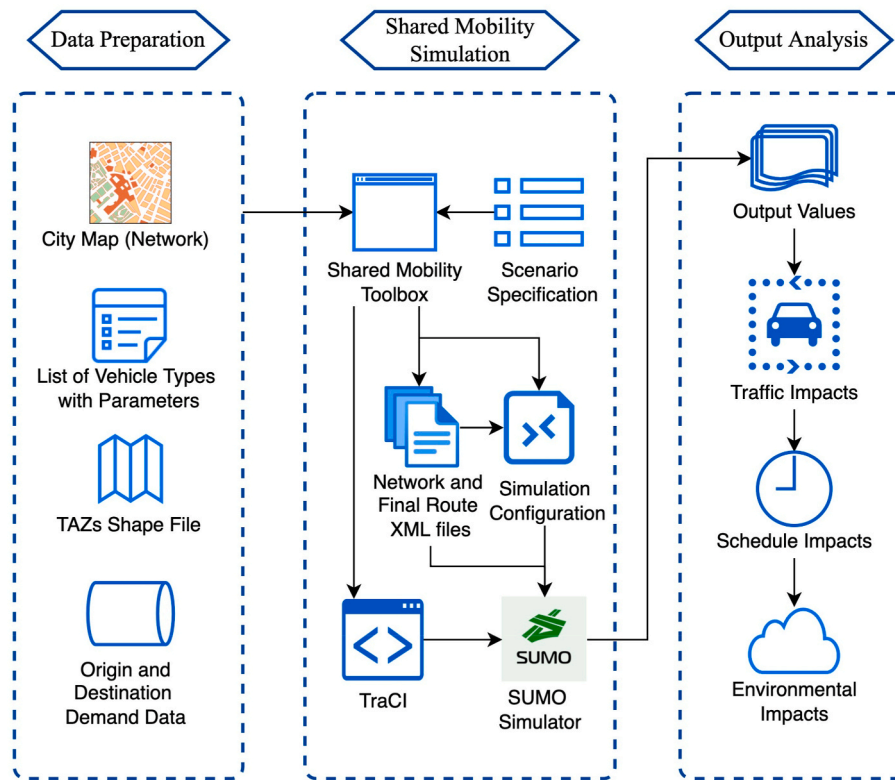 Data Preparation
Shared Mobility
Simulation
Output Analysis
City Map (Network)
List of Vehicle Types
with Parameters
TAZs Shape File
Origin and
Destination
Demand Data
Shared Mobility
Toolbox
Scenario
Specification
Network and
Final Route
XML files
Simulation
Configuration
TraCI
SUMO
SUMO
Simulator
Output Values
Traffic Impacts
Schedule Impacts
Environmental
Impacts